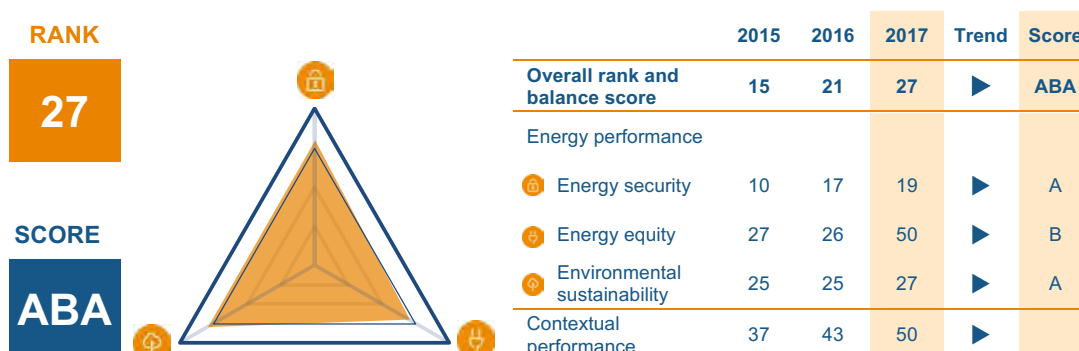 RANK
27
SCORE
ABA
2015 2016 2017 Trend Score
Overall rank and
balance score 15 21 27 ABA
Energy performance
Energy security 10 17 19 A
Energy equity 27 26 50 B
Environmental
sustainability 25 25 27 A
Contextual
performance 37 43 50